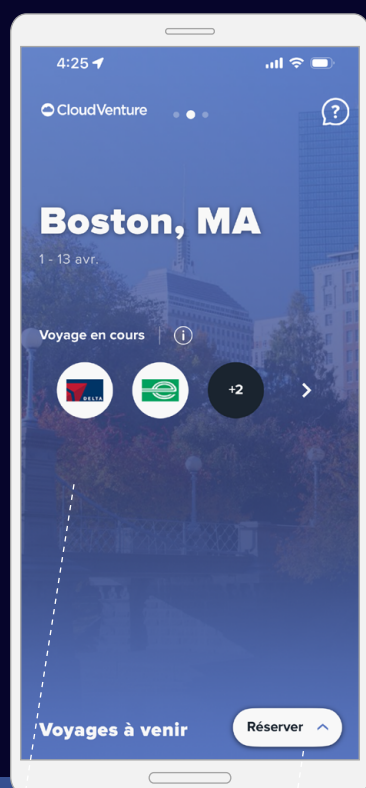 4:25
CloudVenture
?
Boston, MA
1 - 13 avr.
Voyage en cours
i
DELTA
+2
Voyages à venir
Réserver